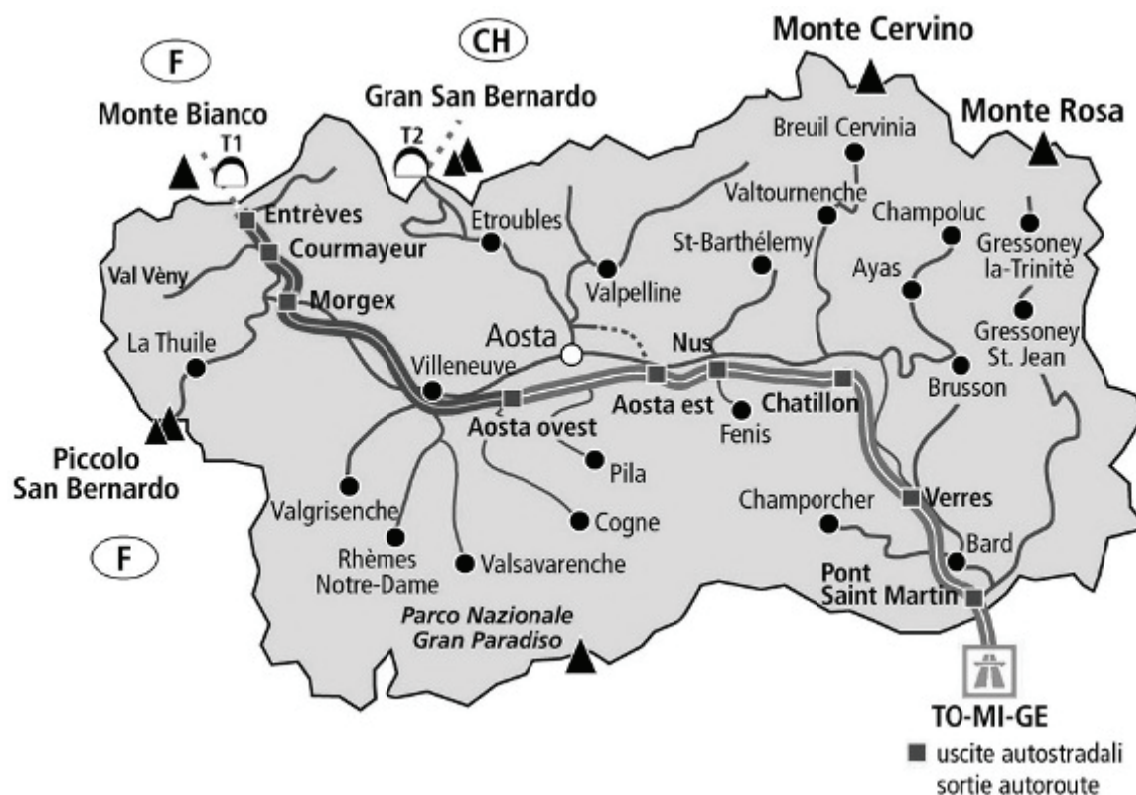 CH
Monte Cervino
F
Gran San Bernardo
Monte Bianco
Monte Rosa
T1
T2
Breuil Cervinia
Valtournenche
Champoluc
Entrèves
Etroubles
St-Barthélemy
Gressoney
la-Trinitè
Courmayeur
Val Vèny
Ayas
Valpelline
Morgex
La Thuile
Aosta
Nus
Gressoney
St. Jean
Villeneuve
Brusson
Aosta est
Chatillon
Fenis
Aosta ovest
Piccolo
San Bernardo
Pila
Valgrisenche
Champorcher
Verres
Cogne
F
Rhèmes
Notre-Dame
Valsavarenche
Bard
Pont
Saint Martin
Parco Nazionale
Gran Paradiso
TO-MI-GE
uscite autostradali
sortie autoroute